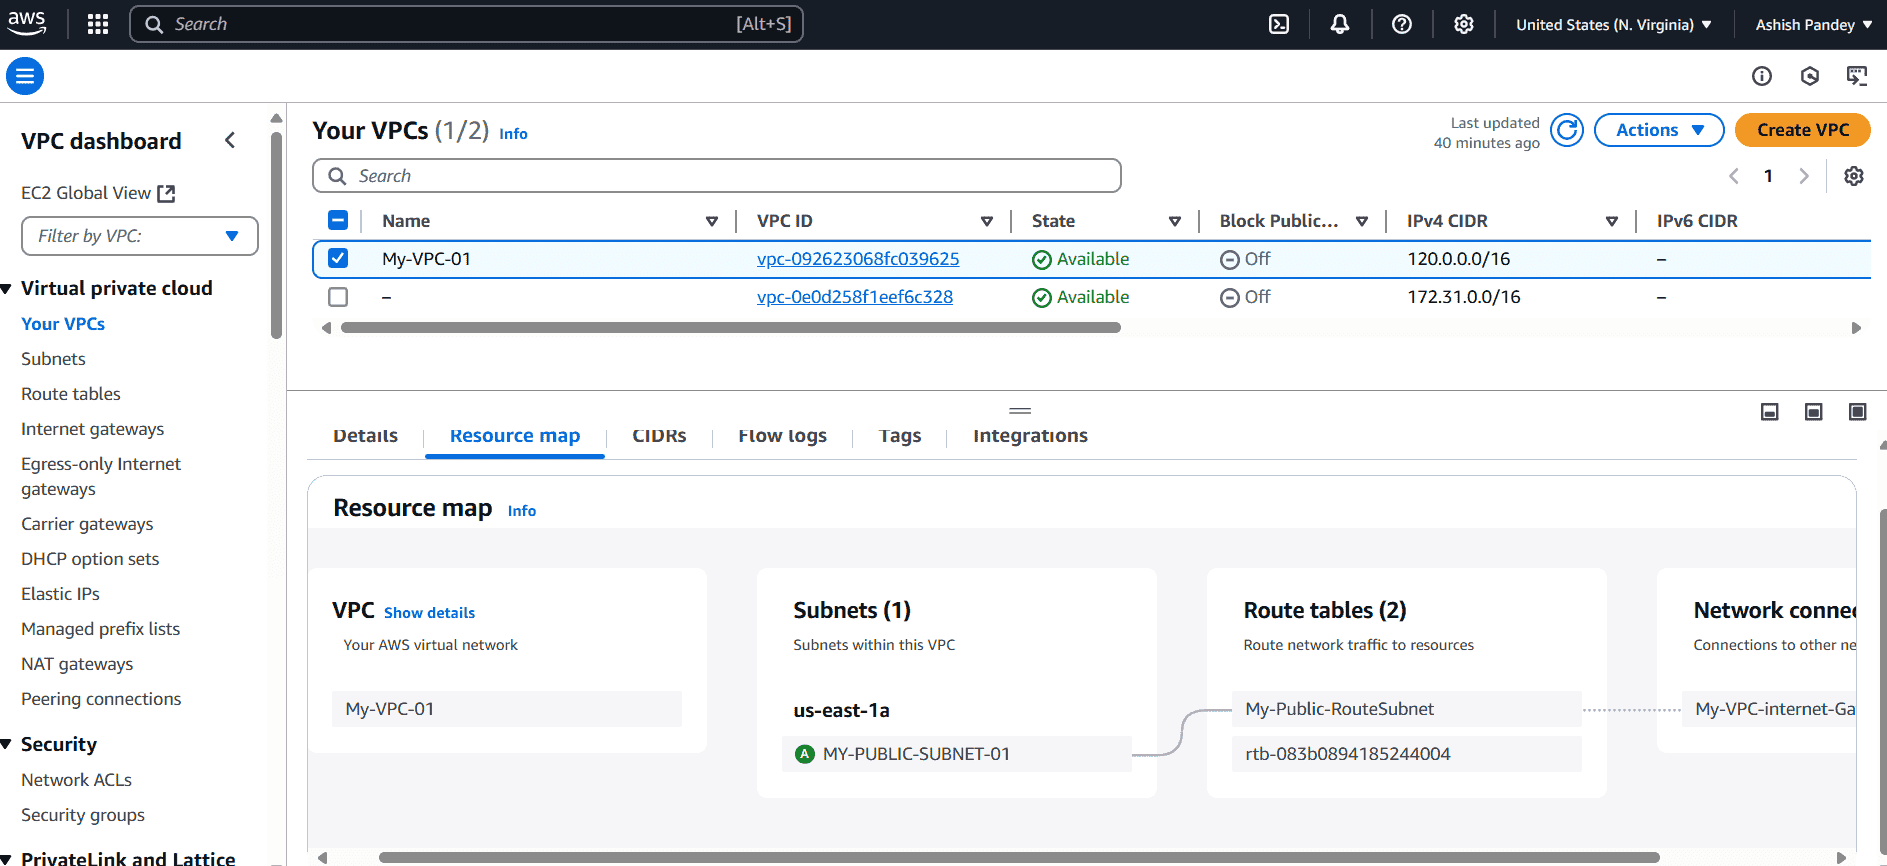 aws Search [Alt+S] United States (N. Virginia) Ashish Pandey
VPC dashboard
EC2 Global View
Filter by VPC:
Virtual private cloud
Your VPCs
Subnets
Route tables
Internet gateways
Egress-only Internet
gateways
Carrier gateways
DHCP option sets
Elastic IPs
Managed prefix lists
NAT gateways
Peering connections
Security
Network ACLs
Security groups
PrivateLink and Lattice
Your VPCs (1/2) Info
Last updated
40 minutes ago
Actions
Create VPC
Search
1
Name VPC ID State Block Public... IPv4 CIDR IPv6 CIDR
My-VPC-01 vpc-092623068fc039625 Available Off 120.0.0.0/16 –
– vpc-0e0d258f1eef6c328 Available Off 172.31.0.0/16 –
Details Resource map CIDRs Flow logs Tags Integrations
Resource map Info
VPC Show details
Your AWS virtual network
My-VPC-01
Subnets (1)
Subnets within this VPC
us-east-1a
A MY-PUBLIC-SUBNET-01
Route tables (2)
Route network traffic to resources
My-Public-RouteSubnet
rtb-083b0894185244004
Network connec
Connections to other ne
My-VPC-internet-Ga